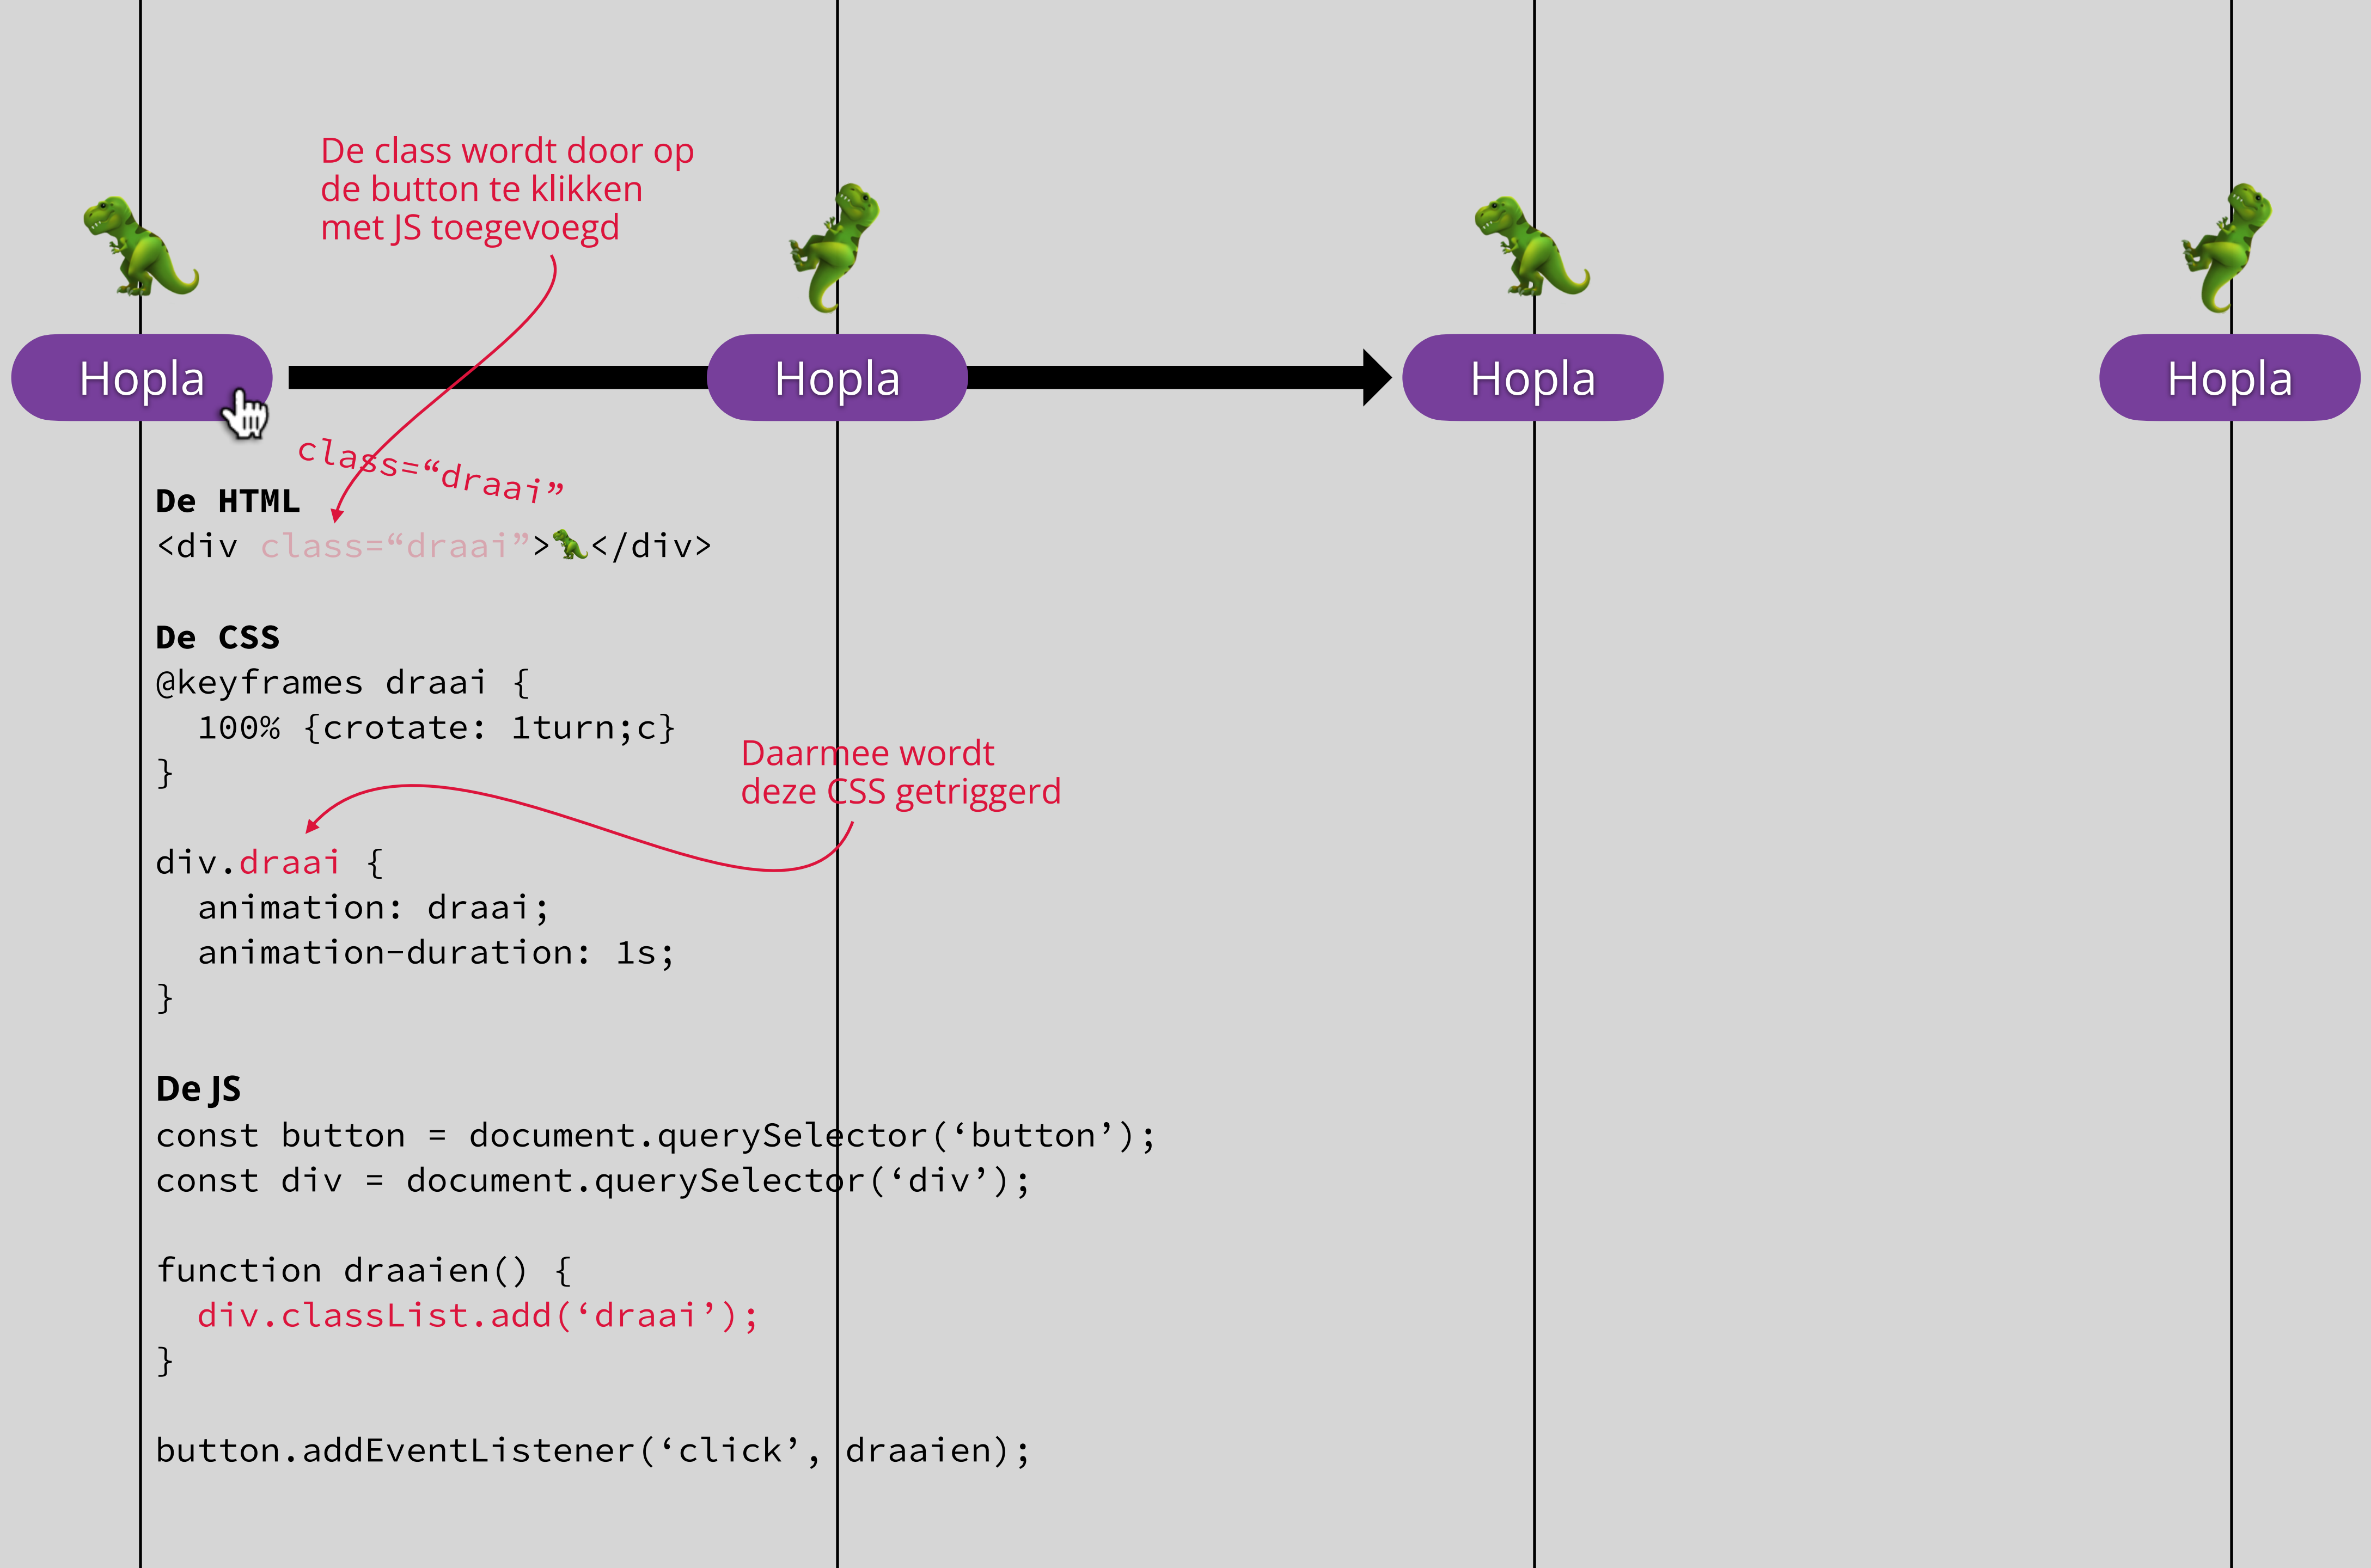 De class wordt door op
de button te klikken
met JS toegevoegd
Hopla
Hopla
Hopla
Hopla
class=“draai”
De HTML
<div class=“draai”>🦖</div>
De CSS
@keyframes draai {
  100% {crotate: 1turn;c}
}
Daarmee wordt
deze CSS getriggerd
div.draai {
  animation: draai;
  animation-duration: 1s;
}
De JS
const button = document.querySelector(‘button’);
const div = document.querySelector(‘div’);
function draaien() {
  div.classList.add(‘draai’);
}
button.addEventListener(‘click’, draaien);